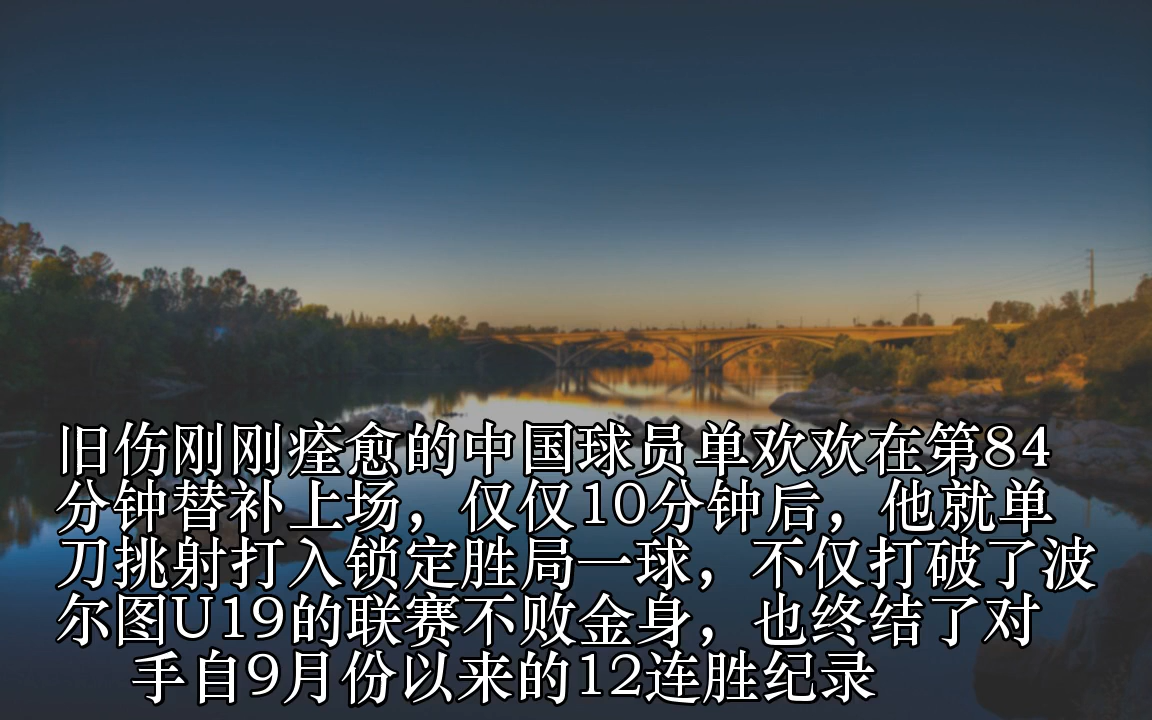 旧伤刚刚痊愈的中国球员单欢欢在第84
分钟替补上场，仅仅10分钟后，他就单
刀挑射打入锁定胜局一球，不仅打破了波
尔图U19的联赛不败金身，也终结了对
手自9月份以来的12连胜纪录